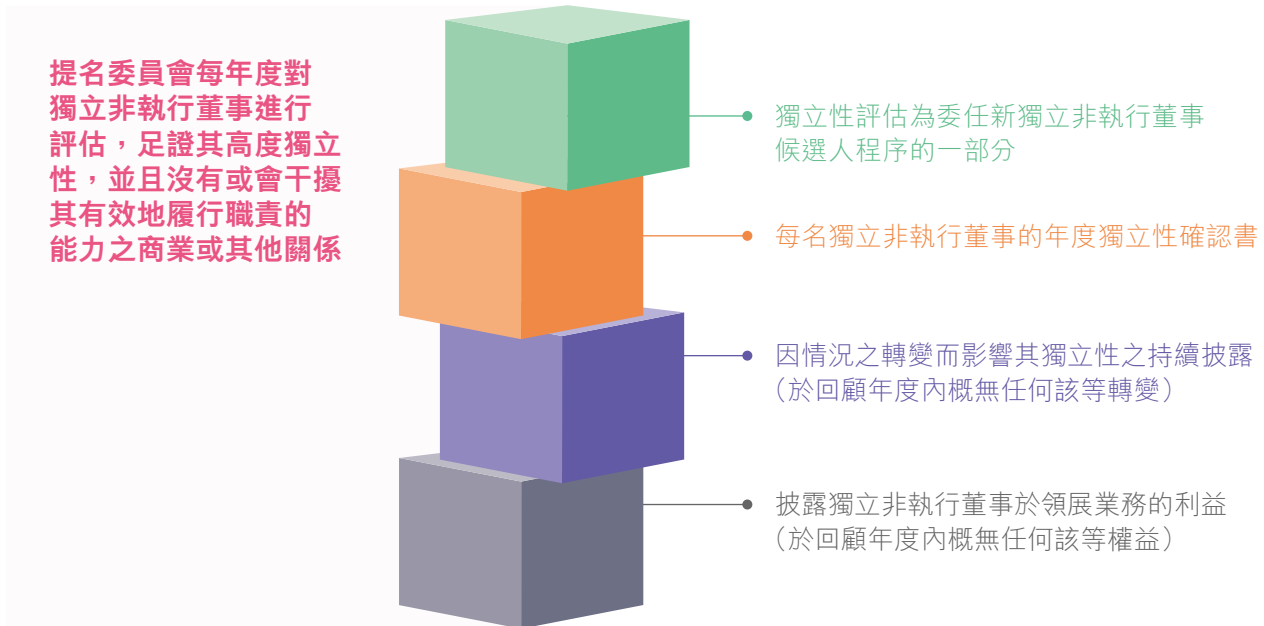 提名委員會每年度對
獨立非執行董事進行
評估，足證其高度獨立
性，並且沒有或會干擾
其有效地履行職責的
能力之商業或其他關係
獨立性評估為委任新獨立非執行董事
候選人程序的一部分
每名獨立非執行董事的年度獨立性確認書
因情況之轉變而影響其獨立性之持續披露
（於回顧年度內概無任何該等轉變）
披露獨立非執行董事於領展業務的利益
（於回顧年度內概無任何該等權益）